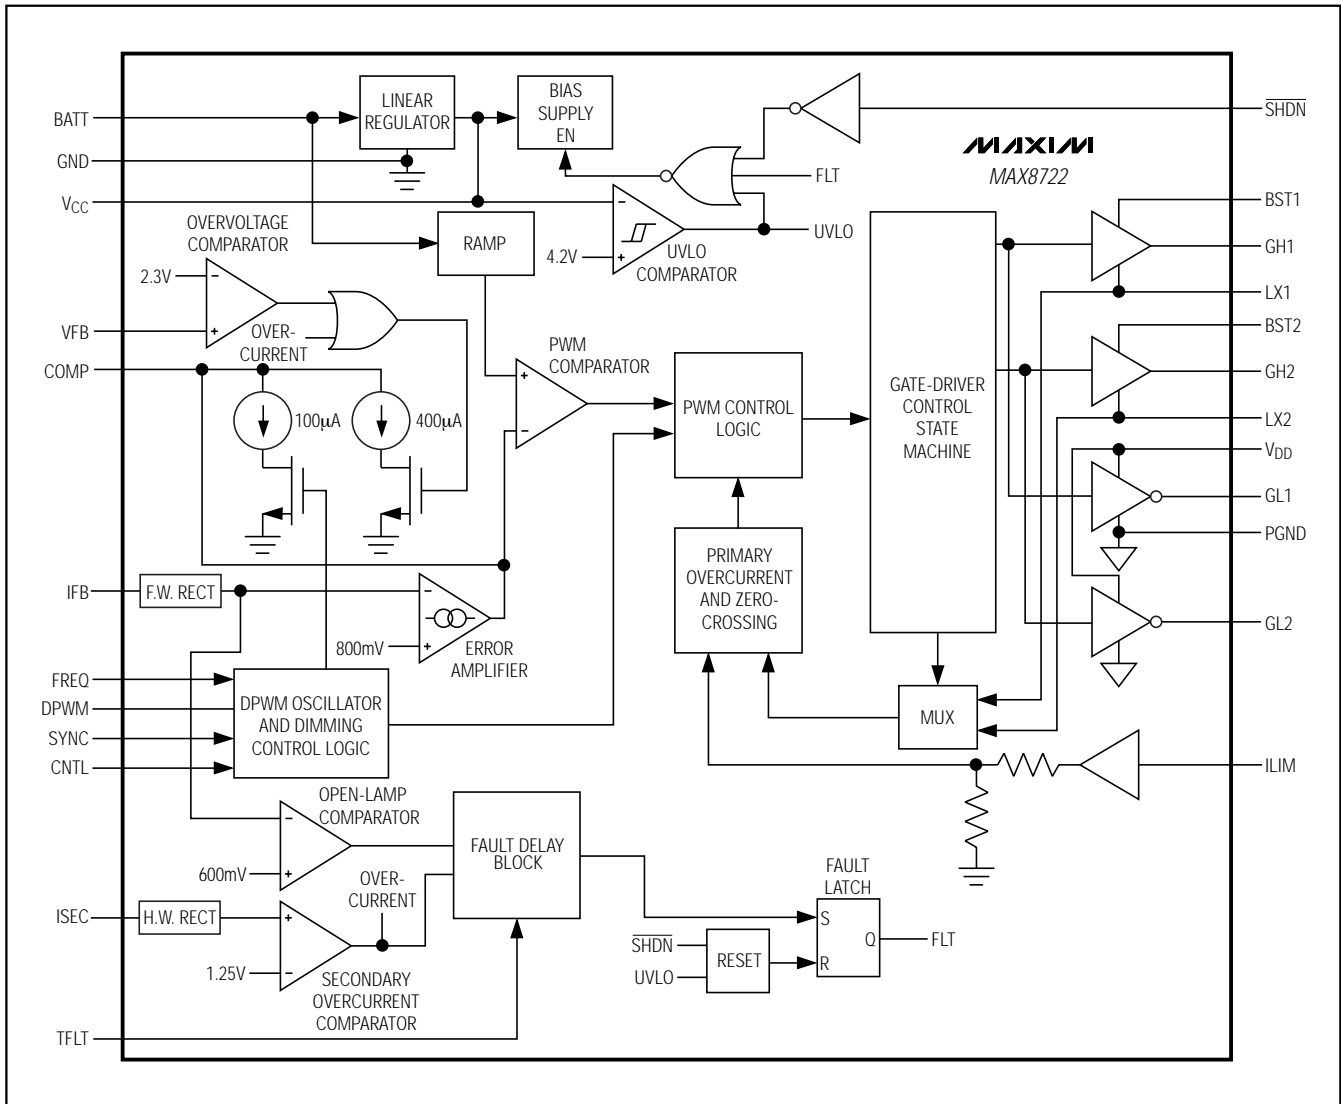 BATT
GND
VCC
LINEAR
REGULATOR
BIAS
SUPPLY
EN
SHDN
MAXIM
MAX8722
FLT
UVLO
OVERVOLTAGE
COMPARATOR
2.3V
VFB
OVER-
CURRENT
RAMP
4.2V
−
+
UVLO
COMPARATOR
−
+
COMP
100µA
400µA
PWM
COMPARATOR
+
−
PWM CONTROL
LOGIC
GATE-DRIVER
CONTROL
STATE
MACHINE
BST1
GH1
LX1
BST2
GH2
LX2
VDD
GL1
PGND
GL2
PRIMARY
OVERCURRENT
AND ZERO-
CROSSING
IFB
F.W. RECT
−
+
800mV
ERROR
AMPLIFIER
FREQ
DPWM
SYNC
CNTL
DPWM OSCILLATOR
AND DIMMING
CONTROL LOGIC
MUX
ILIM
OPEN-LAMP
COMPARATOR
−
+
600mV
FAULT DELAY
BLOCK
OVER-
CURRENT
ISEC
H.W. RECT
+
−
1.25V
SECONDARY
OVERCURRENT
COMPARATOR
FAULT
LATCH
S
Q
R
FLT
SHDN
UVLO
RESET
TFLT